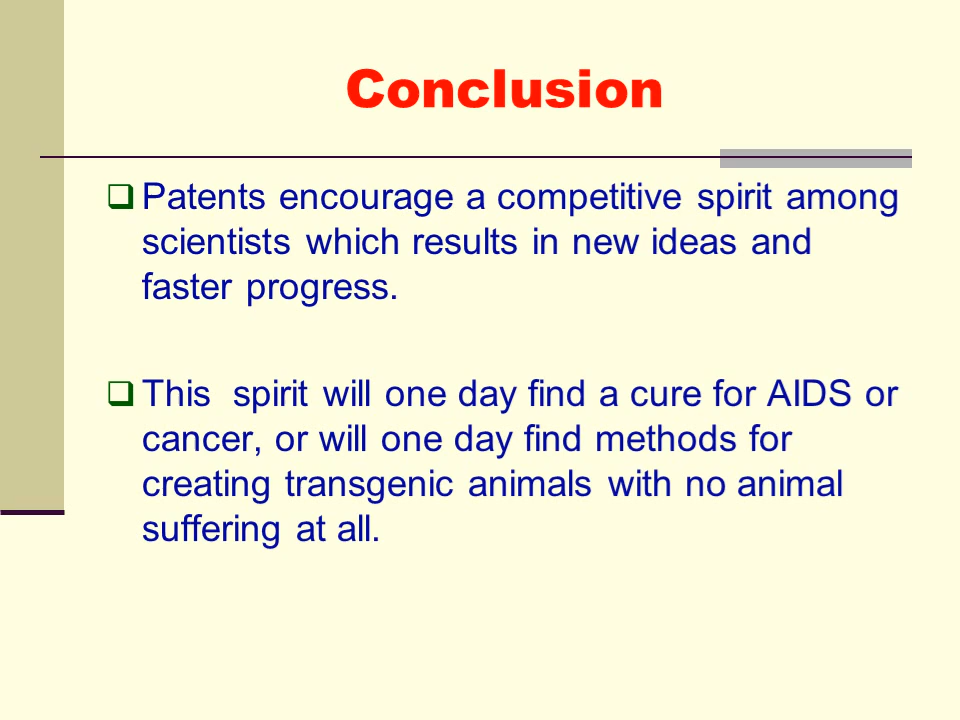 Conclusion
Patents encourage a competitive spirit among
scientists which results in new ideas and
faster progress.
This  spirit will one day find a cure for AIDS or
cancer, or will one day find methods for
creating transgenic animals with no animal
suffering at all.